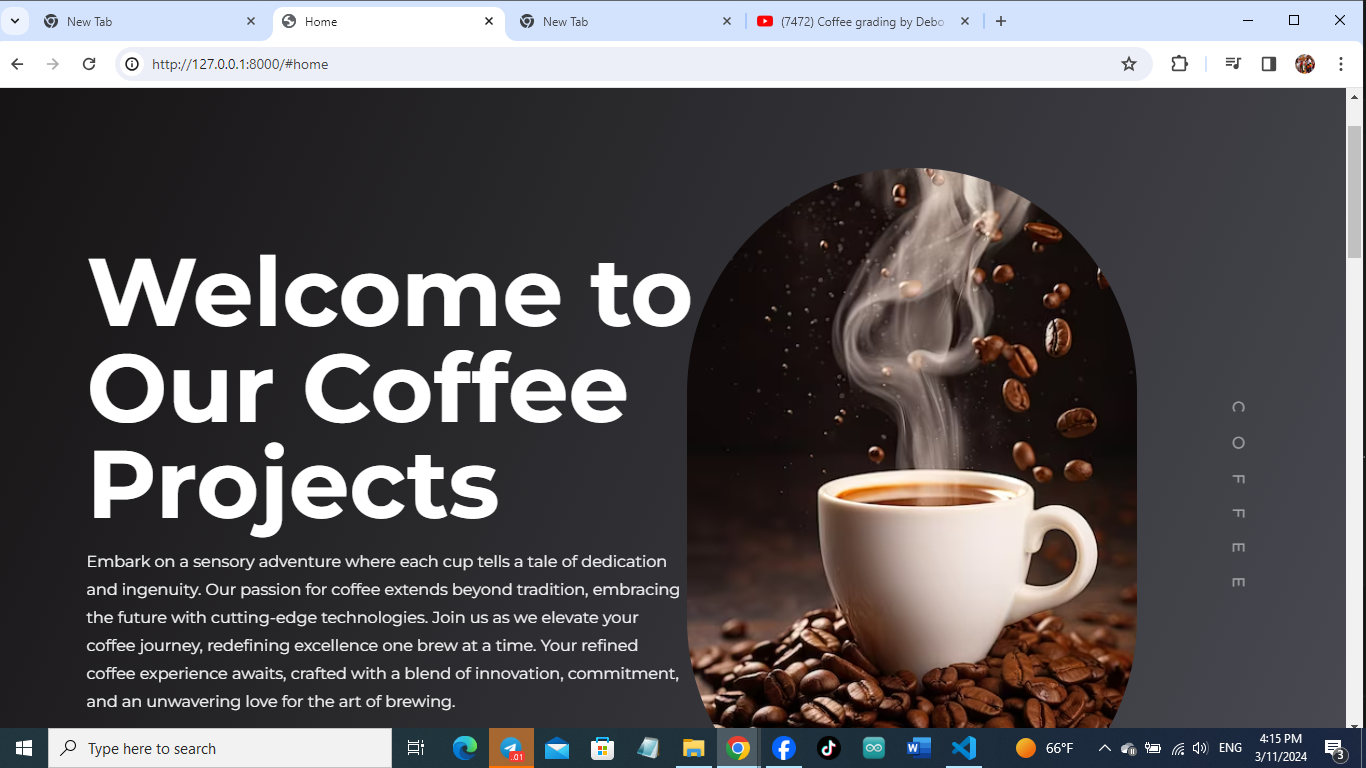 New Tab
Home
New Tab
(7472) Coffee grading by Debo
http://127.0.0.1:8000/#home
Welcome to
Our Coffee
Projects
Embark on a sensory adventure where each cup tells a tale of dedication
and ingenuity. Our passion for coffee extends beyond tradition, embracing
the future with cutting-edge technologies. Join us as we elevate your
coffee journey, redefining excellence one brew at a time. Your refined
coffee experience awaits, crafted with a blend of innovation, commitment,
and an unwavering love for the art of brewing.
COFFEE
Type here to search
.01
66°F
ENG
4:15 PM
3/11/2024
3